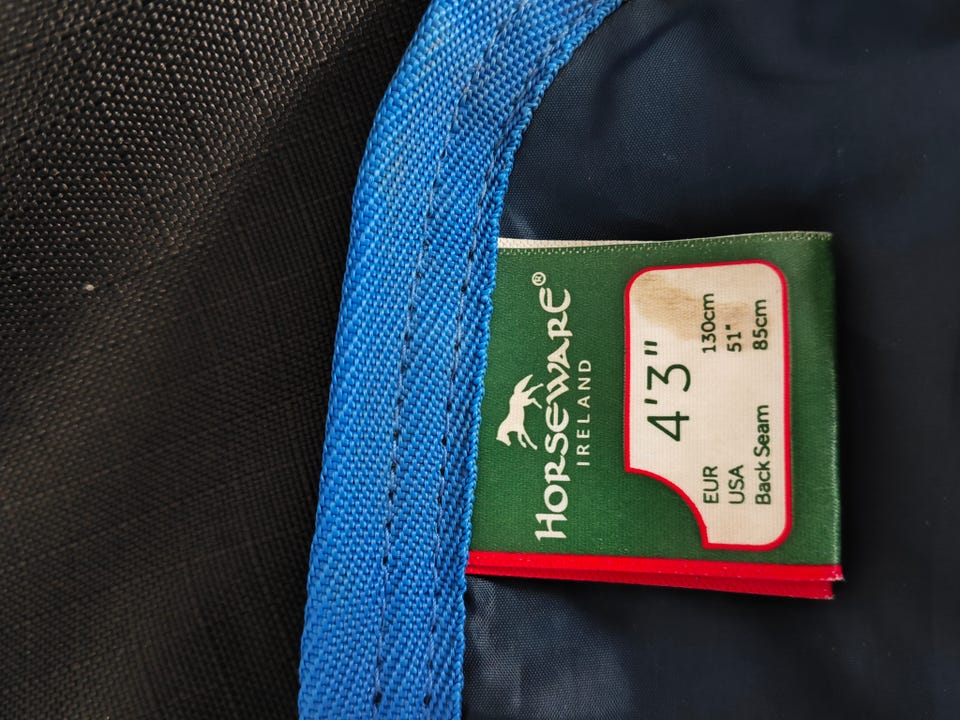 HORSEWARE®
IRELAND
4'3"
EUR 130cm
USA 51"
Back Seam 85cm